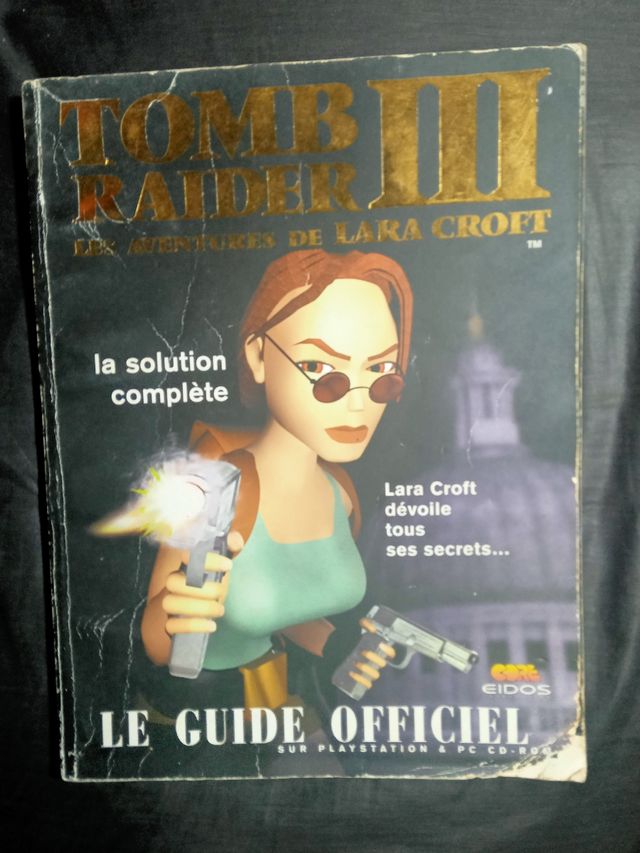 TOMB
RAIDER III
LES AVENTURES DE LARA CROFT
TM
la solution
complète
Lara Croft
dévoile
tous
ses secrets...
CORE
EIDOS
LE GUIDE OFFICIEL
SUR PLAYSTATION & PC CD-ROM